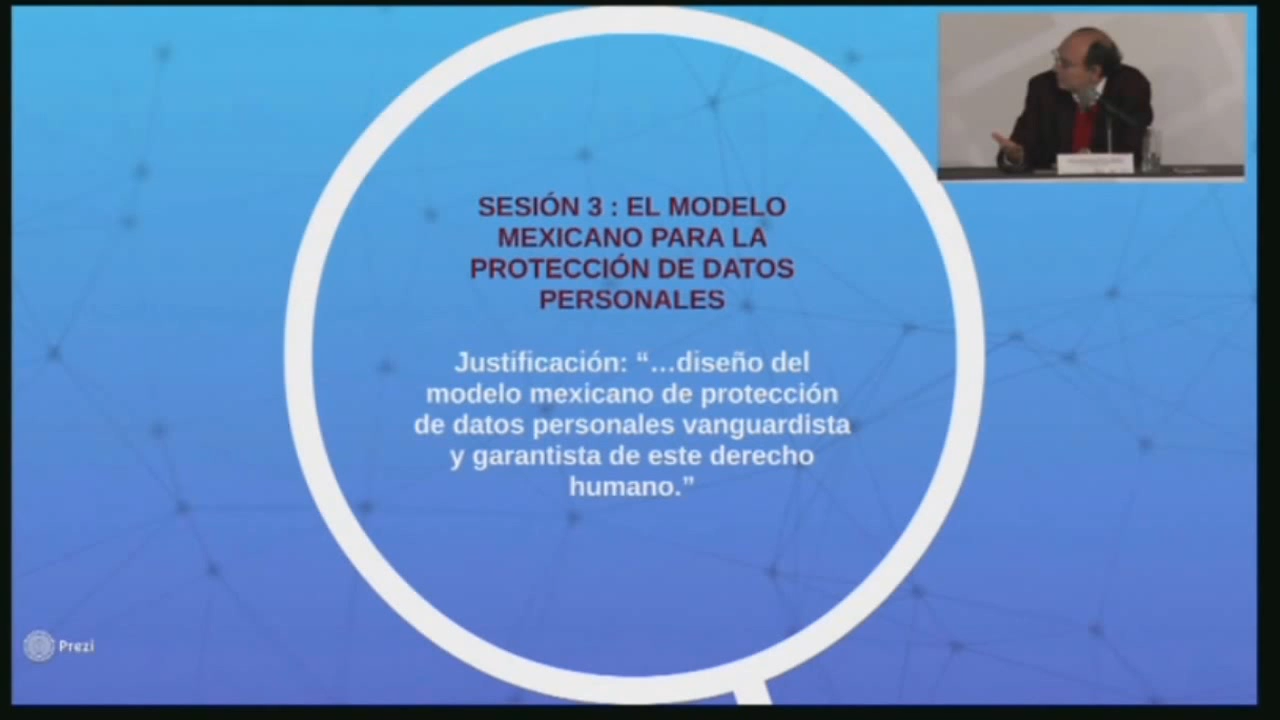 SESIÓN 3 : EL MODELO
MEXICANO PARA LA
PROTECCIÓN DE DATOS
PERSONALES
Justificación: “...diseño del
modelo mexicano de protección
de datos personales vanguardista
y garantista de este derecho
humano.”
Prezi